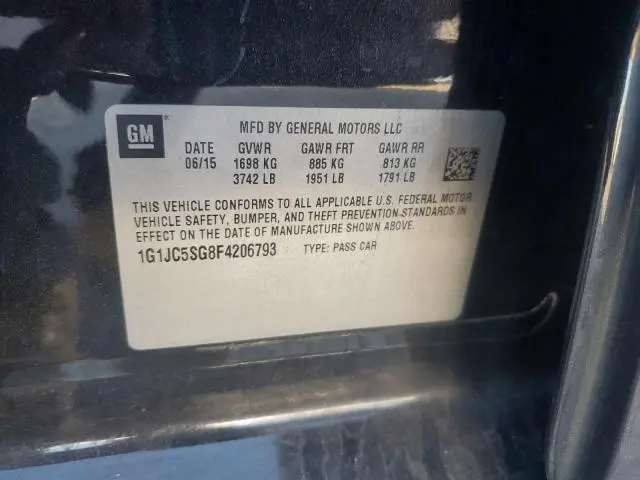 GM®
MFD BY GENERAL MOTORS LLC
DATE GVWR GAWR FRT GAWR RR
06/15 1698 KG 885 KG 813 KG
3742 LB 1951 LB 1791 LB
THIS VEHICLE CONFORMS TO ALL APPLICABLE U.S. FEDERAL MOTOR
VEHICLE SAFETY, BUMPER, AND THEFT PREVENTION STANDARDS IN
EFFECT ON THE DATE OF MANUFACTURE SHOWN ABOVE.
1G1JC5SG8F4206793 TYPE: PASS CAR